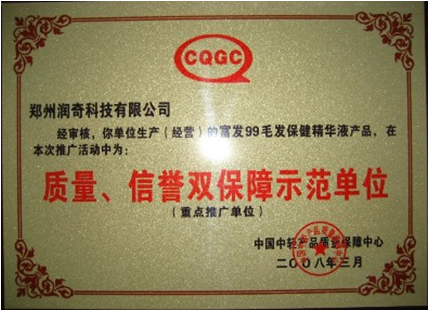 CQGC
郑州润奇科技有限公司
经审核，你单位生产（经营）的富发99毛发保健精华液产品，在
本次推广活动中为：
质量、信誉双保障示范单位
（重点推广单位）
中国中轻产品质量保障中心
二〇〇八年三月